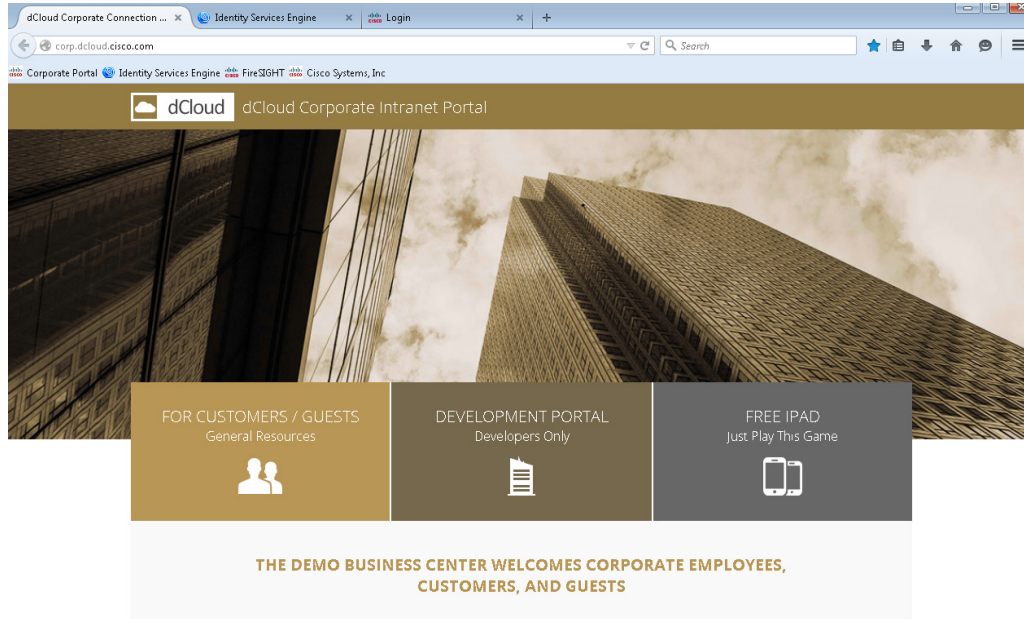 dCloud Corporate Connection ...
Identity Services Engine
Login
corp.dcloud.cisco.com
Search
Corporate Portal
Identity Services Engine
FireSIGHT
Cisco Systems, Inc
dCloud
dCloud Corporate Intranet Portal
FOR CUSTOMERS / GUESTS
General Resources
DEVELOPMENT PORTAL
Developers Only
FREE IPAD
Just Play This Game
THE DEMO BUSINESS CENTER WELCOMES CORPORATE EMPLOYEES,
CUSTOMERS, AND GUESTS